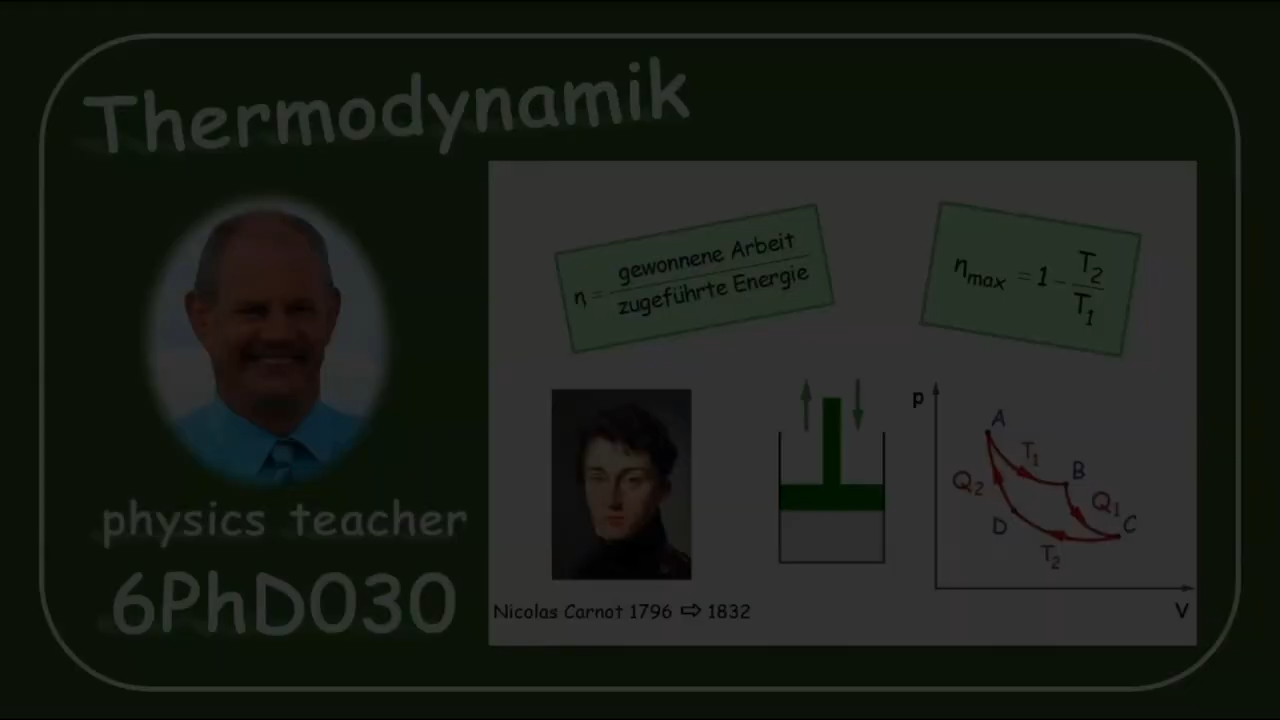 Thermodynamik
η = gewonnene Arbeit
zugeführte Energie
ηmax = 1 - T2
T1
physics teacher
6PhD030
Nicolas Carnot 1796 ⇨ 1832
p
A
T1
B
Q2
Q1
D
C
T2
V